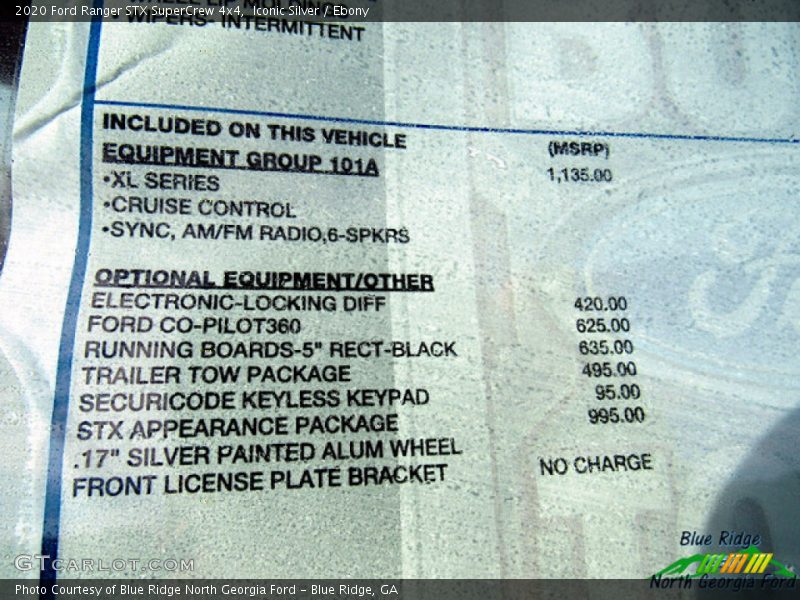 2020 Ford Ranger STX SuperCrew 4x4,  Iconic Silver / Ebony
• WIPERS- INTERMITTENT
INCLUDED ON THIS VEHICLE (MSRP)
EQUIPMENT GROUP 101A 1,135.00
•XL SERIES
•CRUISE CONTROL
•SYNC, AM/FM RADIO,6-SPKRS
OPTIONAL EQUIPMENT/OTHER
ELECTRONIC-LOCKING DIFF 420.00
FORD CO-PILOT360 625.00
RUNNING BOARDS-5" RECT-BLACK 635.00
TRAILER TOW PACKAGE 495.00
SECURICODE KEYLESS KEYPAD 95.00
STX APPEARANCE PACKAGE 995.00
.17" SILVER PAINTED ALUM WHEEL
FRONT LICENSE PLATE BRACKET NO CHARGE
Blue Ridge
North Georgia Ford
GTCARLOT.COM
Photo Courtesy of Blue Ridge North Georgia Ford – Blue Ridge, GA